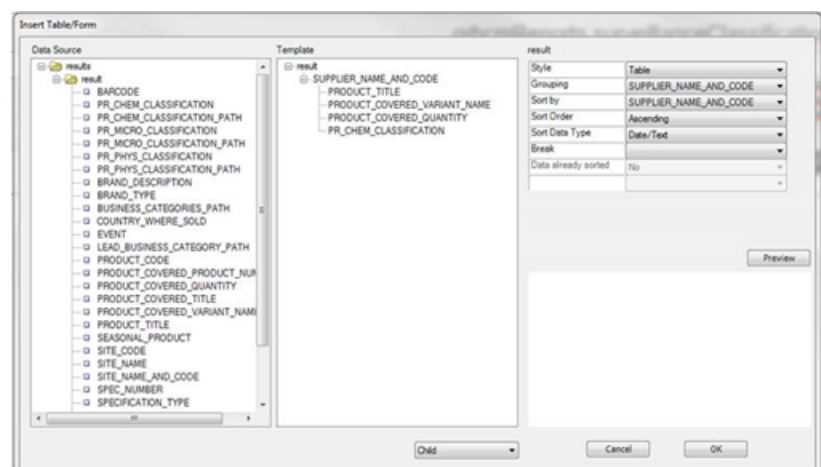 Insert Table/Form
Data Source
results
result
BARCODE
PR_CHEM_CLASSIFICATION
PR_CHEM_CLASSIFICATION_PATH
PR_MICRO_CLASSIFICATION
PR_MICRO_CLASSIFICATION_PATH
PR_PHYS_CLASSIFICATION
PR_PHYS_CLASSIFICATION_PATH
BRAND_DESCRIPTION
BRAND_TYPE
BUSINESS_CATEGORIES_PATH
COUNTRY_WHERE_SOLD
EVENT
LEAD_BUSINESS_CATEGORY_PATH
PRODUCT_CODE
PRODUCT_COVERED_PRODUCT_NUM
PRODUCT_COVERED_QUANTITY
PRODUCT_COVERED_TITLE
PRODUCT_COVERED_VARIANT_NAME
PRODUCT_TITLE
SEASONAL_PRODUCT
SITE_CODE
SITE_NAME
SITE_NAME_AND_CODE
SPEC_NUMBER
SPECIFICATION_TYPE
Template
result
SUPPLIER_NAME_AND_CODE
PRODUCT_TITLE
PRODUCT_COVERED_VARIANT_NAME
PRODUCT_COVERED_QUANTITY
PR_CHEM_CLASSIFICATION
result
Style Table
Grouping SUPPLIER_NAME_AND_CODE
Sort by SUPPLIER_NAME_AND_CODE
Sort Order Ascending
Sort Data Type Date/Text
Break
Data already sorted No
Preview
Child
Cancel
OK